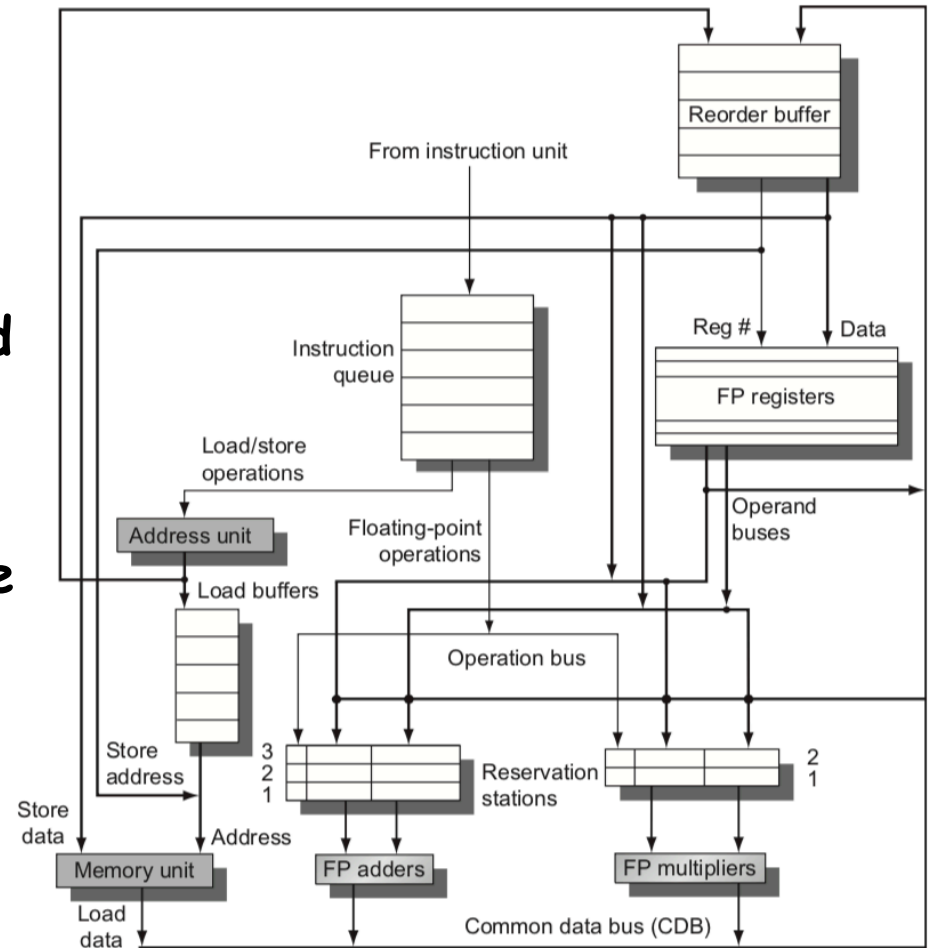 Reorder buffer
From instruction unit
d
Reg #
Data
Instruction
queue
FP registers
Load/store
operations
Operand
buses
Floating-point
operations
Address unit
e
Load buffers
Operation bus
Store
address
3
2
1
Reservation
stations
2
1
Store
data
Address
Memory unit
FP adders
FP multipliers
Load
data
Common data bus (CDB)